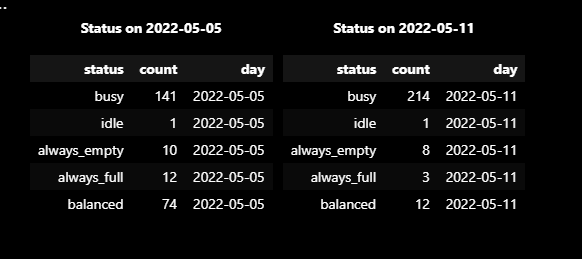 Status on 2022-05-05 Status on 2022-05-11
status count day status count day
busy 141 2022-05-05 busy 214 2022-05-11
idle 1 2022-05-05 idle 1 2022-05-11
always_empty 10 2022-05-05 always_empty 8 2022-05-11
always_full 12 2022-05-05 always_full 3 2022-05-11
balanced 74 2022-05-05 balanced 12 2022-05-11